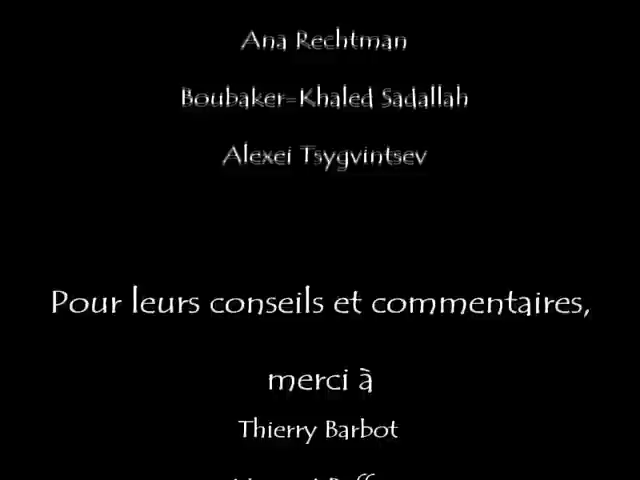 Ana Rechtman
Boubaker-Khaled Sadallah
Alexei Tsygvintsev
Pour leurs conseils et commentaires,
merci à
Thierry Barbot